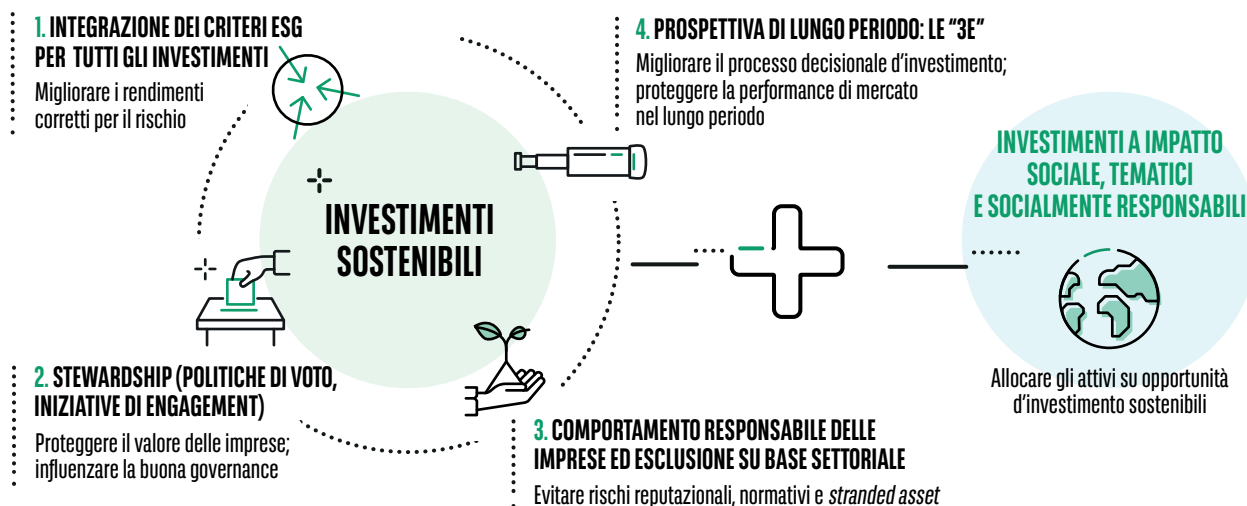 1. INTEGRAZIONE DEI CRITERI ESG
PER TUTTI GLI INVESTIMENTI
Migliorare i rendimenti
corretti per il rischio
4. PROSPETTIVA DI LUNGO PERIODO: LE “3E”
Migliorare il processo decisionale d’investimento;
proteggere la performance di mercato
nel lungo periodo
INVESTIMENTI
SOSTENIBILI
INVESTIMENTI A IMPATTO
SOCIALE, TEMATICI
E SOCIALMENTE RESPONSABILI
Allocare gli attivi su opportunità
d’investimento sostenibili
2. STEWARDSHIP (POLITICHE DI VOTO,
INIZIATIVE DI ENGAGEMENT)
Proteggere il valore delle imprese;
influenzare la buona governance
3. COMPORTAMENTO RESPONSABILE DELLE
IMPRESE ED ESCLUSIONE SU BASE SETTORIALE
Evitare rischi reputazionali, normativi e stranded asset